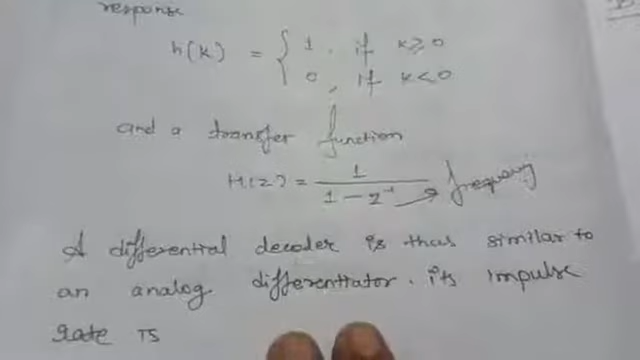 response
h(k) = { 1, if k ≥ 0
0, if k < 0
and a transfer function
H(z) = 1 / (1 - z⁻¹) → frequency
A differential decoder is thus similar to
an analog differentiator. its impulse
rate is